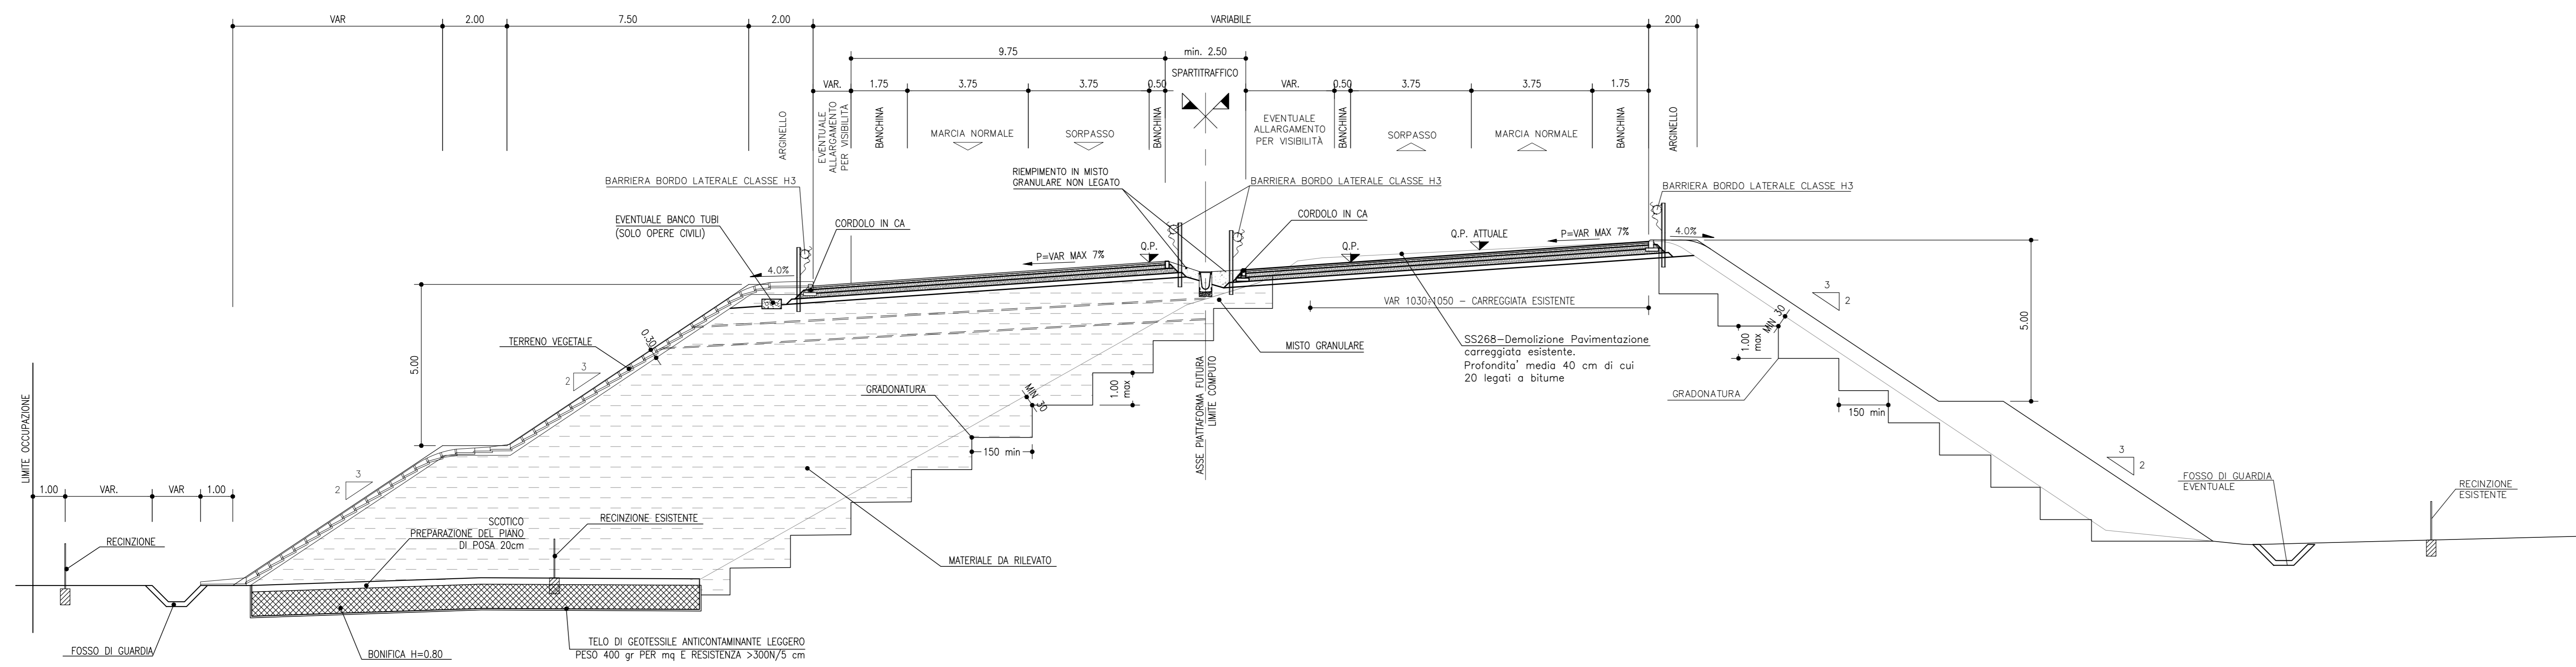 VAR
2.00
7.50
2.00
VARIABILE
200
9.75
min. 2.50
SPARTITRAFFICO
VAR.
1.75
3.75
3.75
0.50
VAR.
0.50
3.75
3.75
1.75
ARGINELLO
EVENTUALE
ALLARGAMENTO
PER VISIBILITÀ
BANCHINA
MARCIA NORMALE
SORPASSO
BANCHINA
EVENTUALE
ALLARGAMENTO
PER VISIBILITÀ
BANCHINA
SORPASSO
MARCIA NORMALE
BANCHINA
ARGINELLO
BARRIERA BORDO LATERALE CLASSE H3
RIEMPIMENTO IN MISTO
GRANULARE NON LEGATO
BARRIERA BORDO LATERALE CLASSE H3
BARRIERA BORDO LATERALE CLASSE H3
EVENTUALE BANCO TUBI
(SOLO OPERE CIVILI)
CORDOLO IN CA
CORDOLO IN CA
Q.P.
Q.P.
Q.P. ATTUALE
P=VAR MAX 7%
P=VAR MAX 7%
4.0%
4.0%
VAR 1030÷1050 - CARREGGIATA ESISTENTE
5.00
5.00
TERRENO VEGETALE
0.30
3
2
3
2
MIN 30
1.00
max
MISTO GRANULARE
SS268-Demolizione Pavimentazione
carreggiata esistente.
Profondita' media 40 cm di cui
20 legati a bitume
GRADONATURA
MIN 30
1.00
max
GRADONATURA
150 min
150 min
ASSE PIATTAFORMA FUTURA
LIMITE COMPUTO
LIMITE OCCUPAZIONE
1.00
VAR.
VAR
1.00
3
2
3
2
FOSSO DI GUARDIA
EVENTUALE
RECINZIONE
ESISTENTE
RECINZIONE
SCOTICO
PREPARAZIONE DEL PIANO
DI POSA 20cm
RECINZIONE ESISTENTE
MATERIALE DA RILEVATO
FOSSO DI GUARDIA
BONIFICA H=0.80
TELO DI GEOTESSILE ANTICONTAMINANTE LEGGERO
PESO 400 gr PER mq E RESISTENZA >300N/5 cm